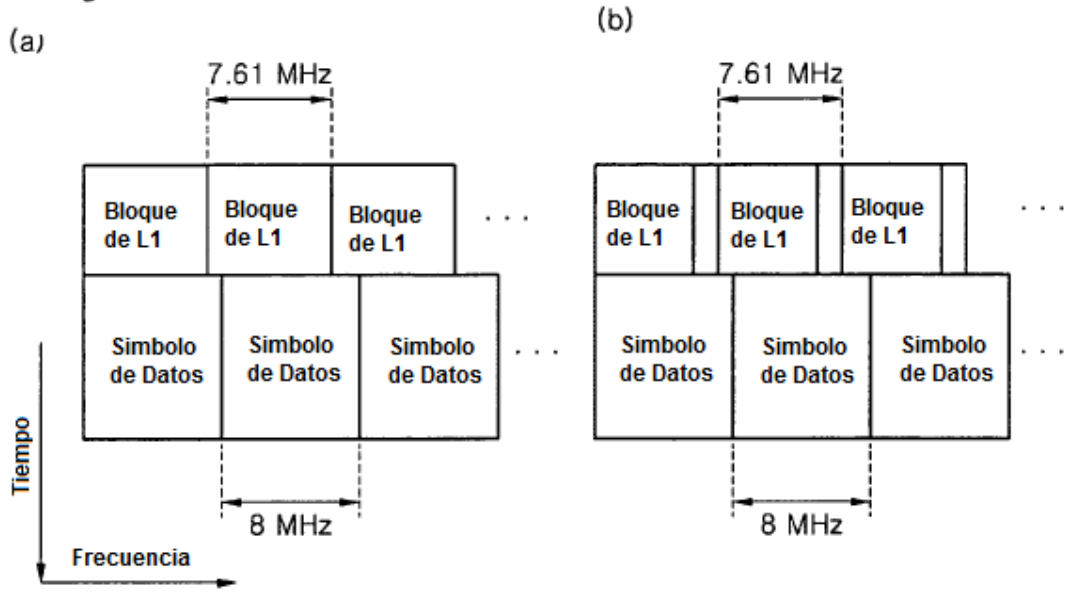 (a)
7.61 MHz
Bloque
de L1
Bloque
de L1
Bloque
de L1
. . .
Simbolo
de Datos
Simbolo
de Datos
Simbolo
de Datos
. . .
8 MHz
Tiempo
Frecuencia
(b)
7.61 MHz
Bloque
de L1
Bloque
de L1
Bloque
de L1
. . .
Simbolo
de Datos
Simbolo
de Datos
Simbolo
de Datos
. . .
8 MHz